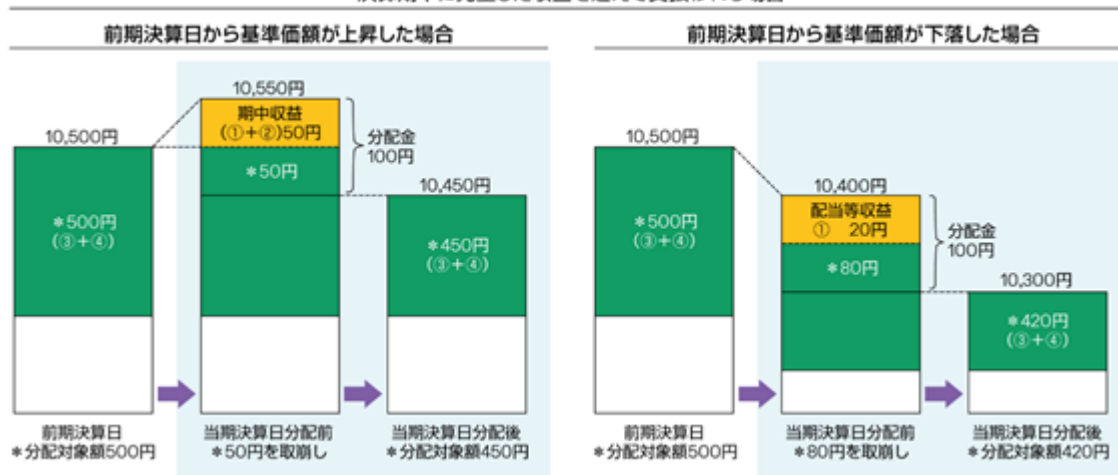 前期決算日から基準価額が上昇した場合
10,500円
＊500円
（③＋④）
10,550円
期中収益
（①＋②）50円
＊50円
分配金
100円
10,450円
＊450円
（③＋④）
前期決算日
＊分配対象額500円
当期決算日分配前
＊50円を取崩し
当期決算日分配後
＊分配対象額450円
前期決算日から基準価額が下落した場合
10,500円
＊500円
（③＋④）
10,400円
配当等収益
① 20円
＊80円
分配金
100円
10,300円
＊420円
（③＋④）
前期決算日
＊分配対象額500円
当期決算日分配前
＊80円を取崩し
当期決算日分配後
＊分配対象額420円